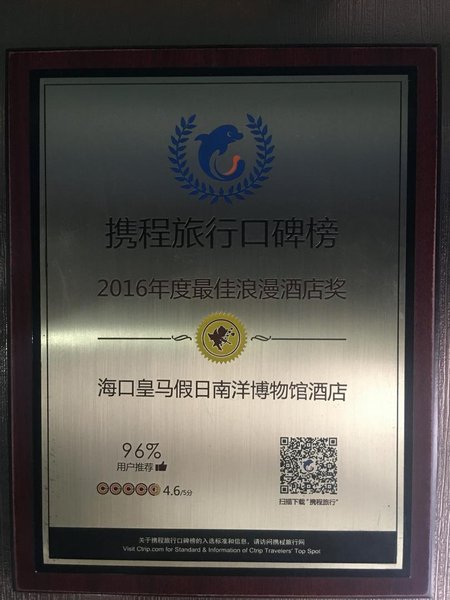 携程旅行口碑榜
2016年度最佳浪漫酒店奖
海口皇马假日南洋博物馆酒店
96%
用户推荐
4.6/5分
扫描下载"携程旅行"
关于携程旅行口碑榜的入选标准和信息，请访问携程旅行网
Visit Ctrip.com for Standard & Information of Ctrip Travelers' Top Spot